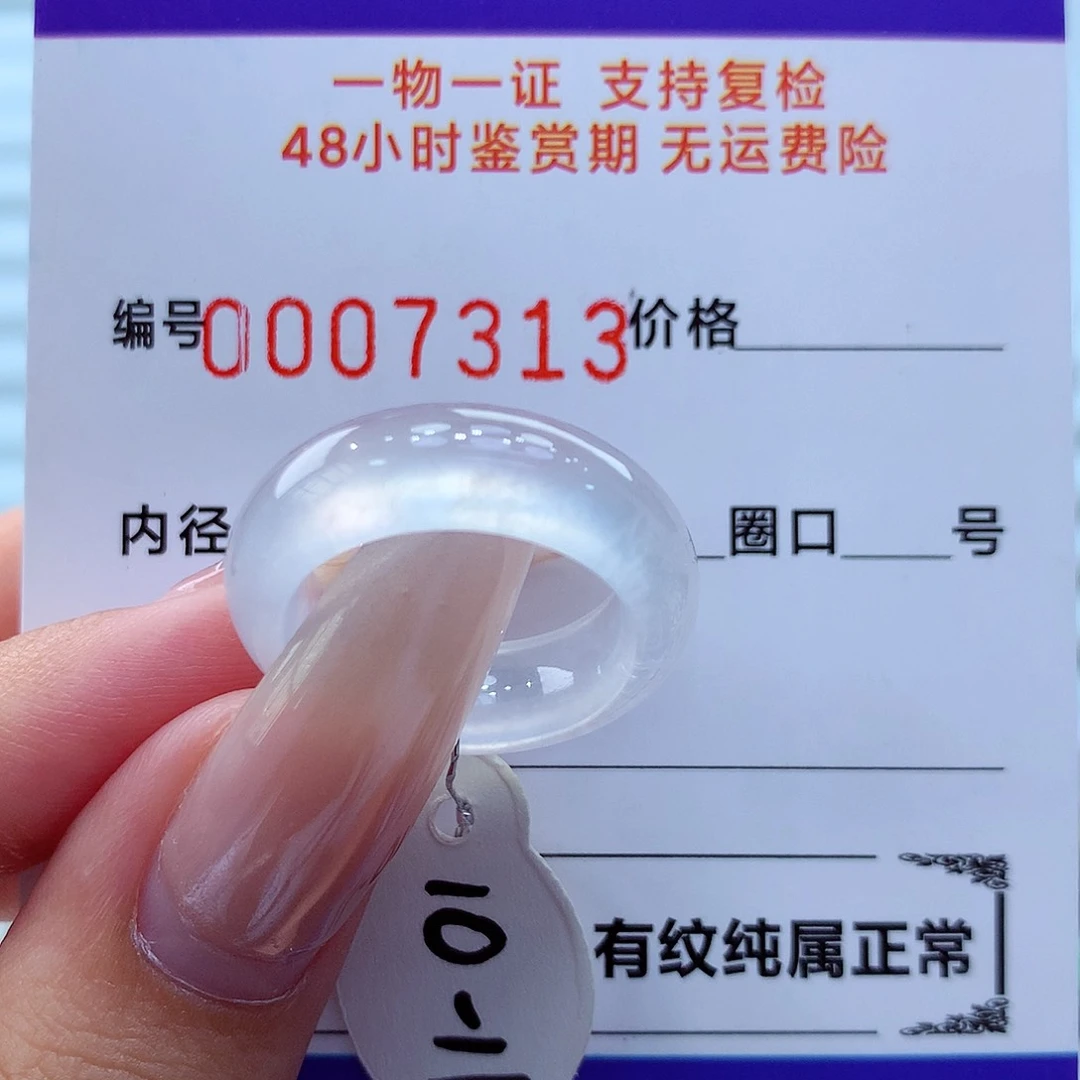 一物一证 支持复检
48小时鉴赏期 无运费险
编号0007313价格
内径 圈口 号
有纹纯属正常